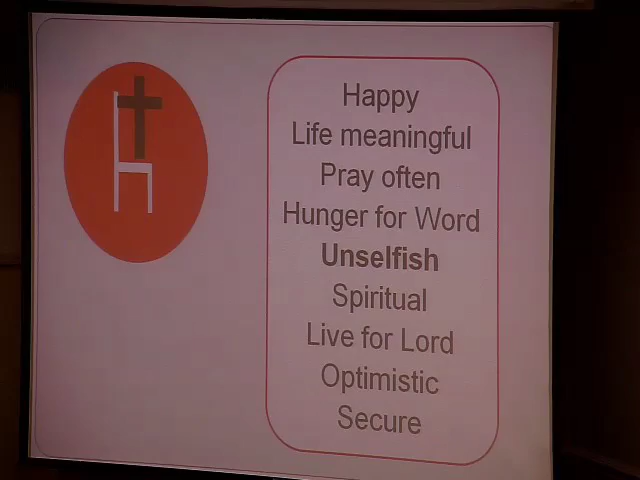 Happy
Life meaningful
Pray often
Hunger for Word
Unselfish
Spiritual
Live for Lord
Optimistic
Secure